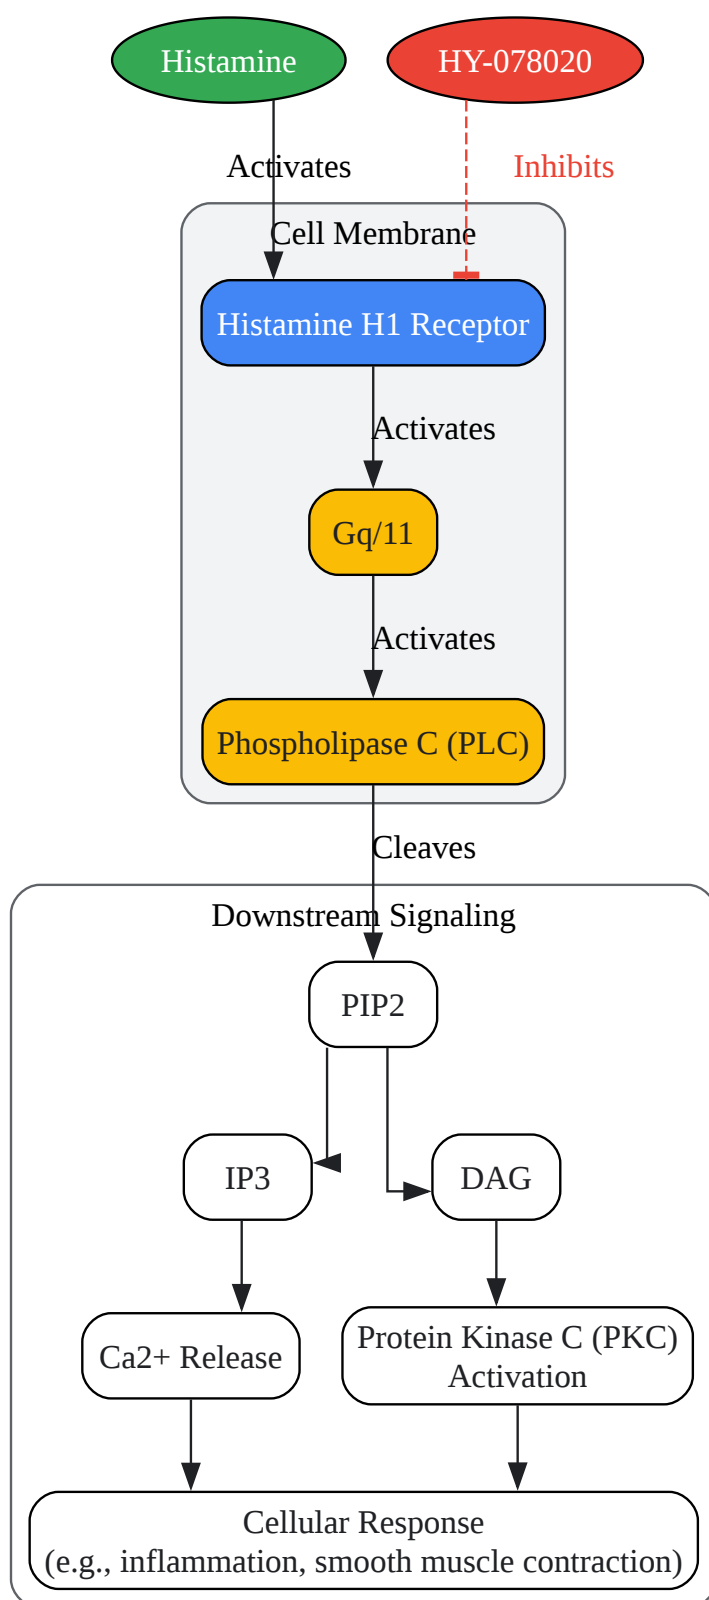 Histamine
HY-078020
Activates
Inhibits
Cell Membrane
Histamine H1 Receptor
Activates
Gq/11
Activates
Phospholipase C (PLC)
Cleaves
Downstream Signaling
PIP2
IP3
DAG
Ca2+ Release
Protein Kinase C (PKC)
Activation
Cellular Response
(e.g., inflammation, smooth muscle contraction)